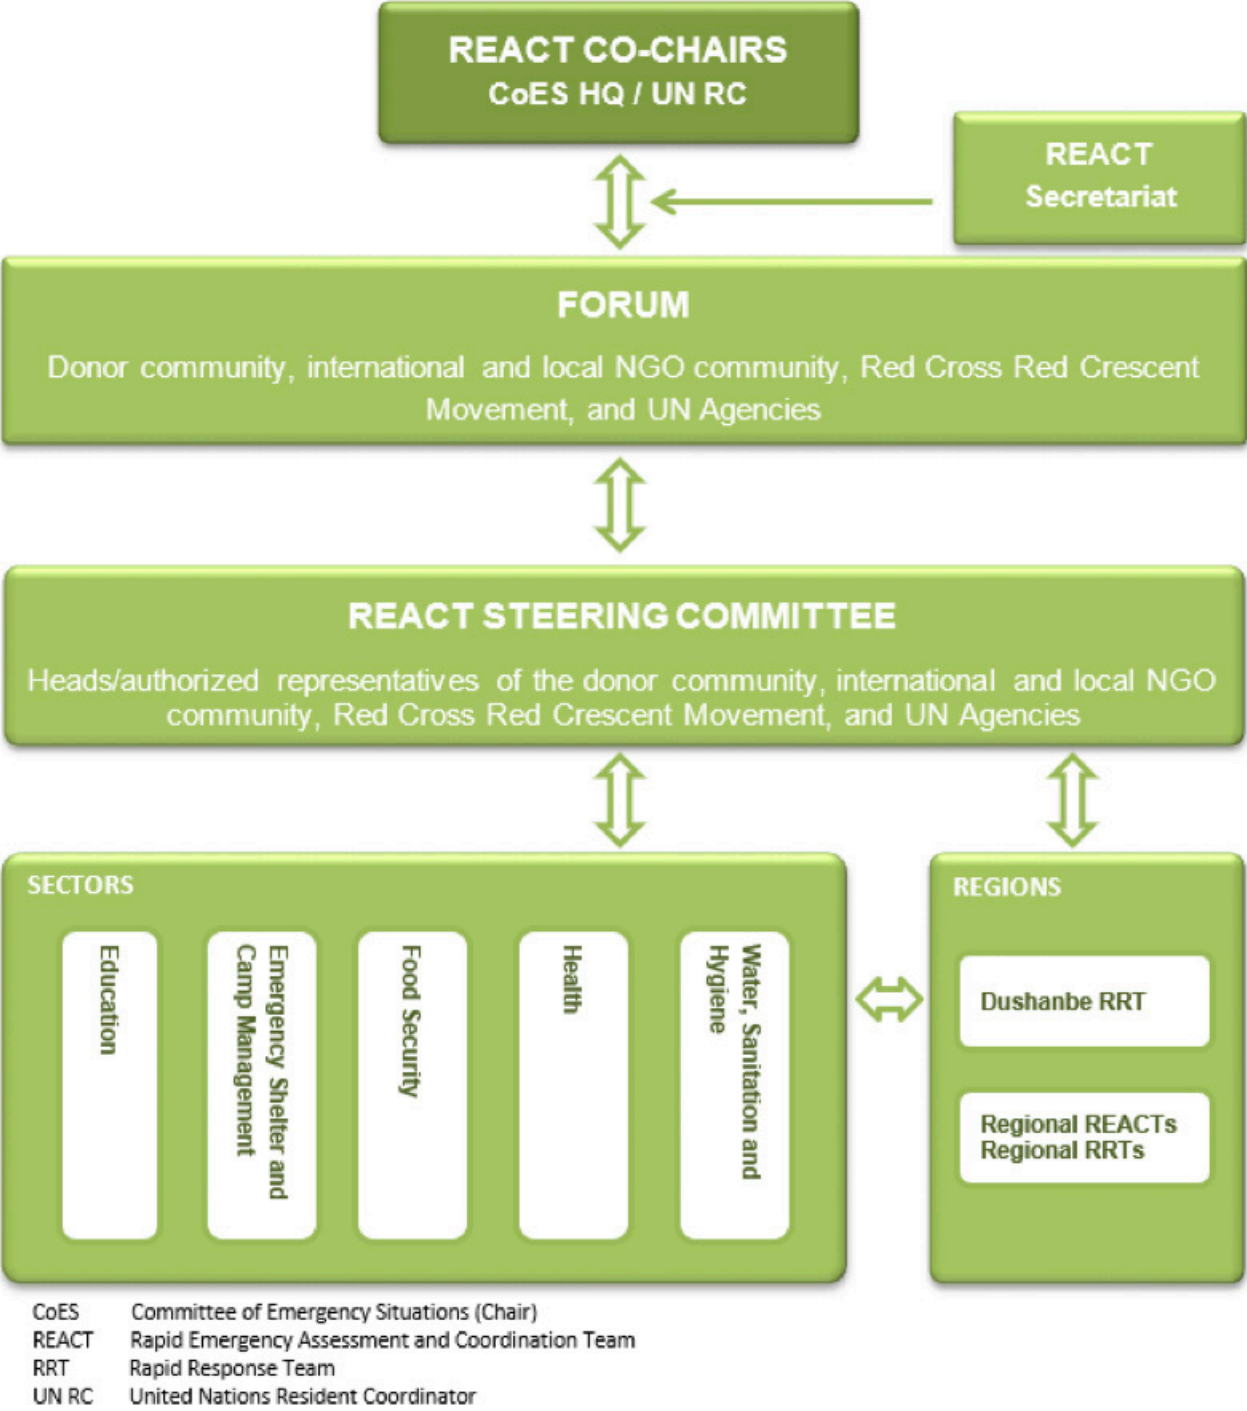 REACT CO-CHAIRS
CoES HQ / UN RC
REACT
Secretariat
FORUM
Donor community, international and local NGO community, Red Cross Red Crescent
Movement, and UN Agencies
REACT STEERING COMMITTEE
Heads/authorized representatives of the donor community, international and local NGO
community, Red Cross Red Crescent Movement, and UN Agencies
SECTORS
Education
Emergency Shelter and
Camp Management
Food Security
Health
Water, Sanitation and
Hygiene
REGIONS
Dushanbe RRT
Regional REACTs
Regional RRTs
CoES Committee of Emergency Situations (Chair)
REACT Rapid Emergency Assessment and Coordination Team
RRT Rapid Response Team
UN RC United Nations Resident Coordinator